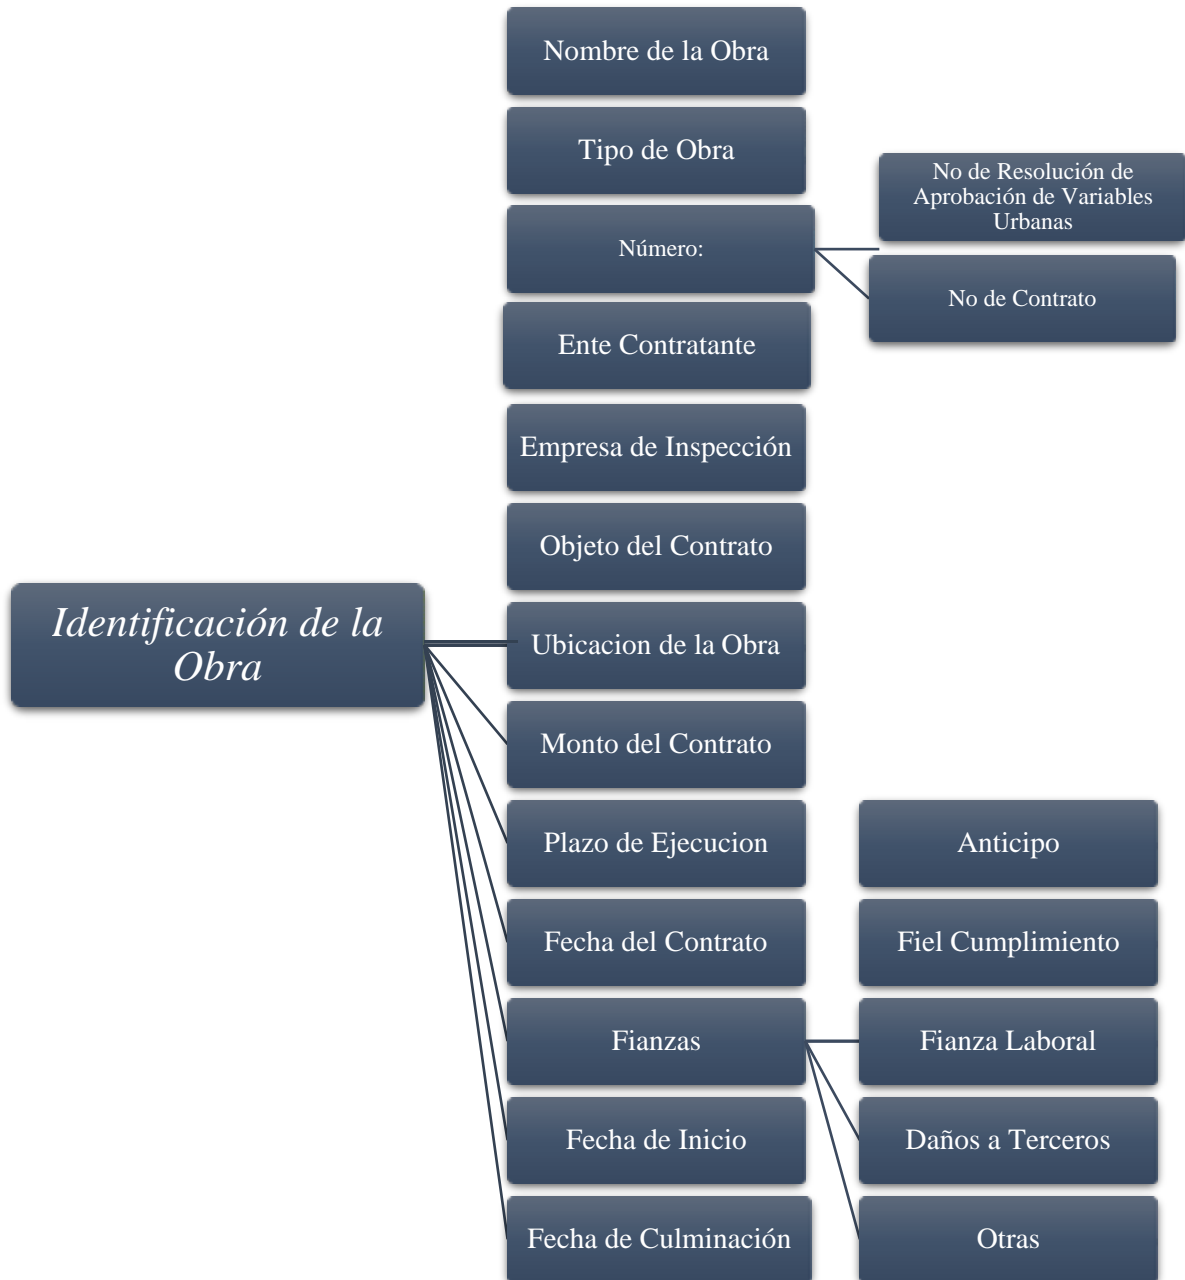 Nombre de la Obra
Tipo de Obra
No de Resolución de
Aprobación de Variables
Urbanas
Número:
No de Contrato
Ente Contratante
Empresa de Inspección
Objeto del Contrato
Identificación de la
Obra
Ubicacion de la Obra
Monto del Contrato
Plazo de Ejecucion
Anticipo
Fecha del Contrato
Fiel Cumplimiento
Fianzas
Fianza Laboral
Fecha de Inicio
Daños a Terceros
Fecha de Culminación
Otras